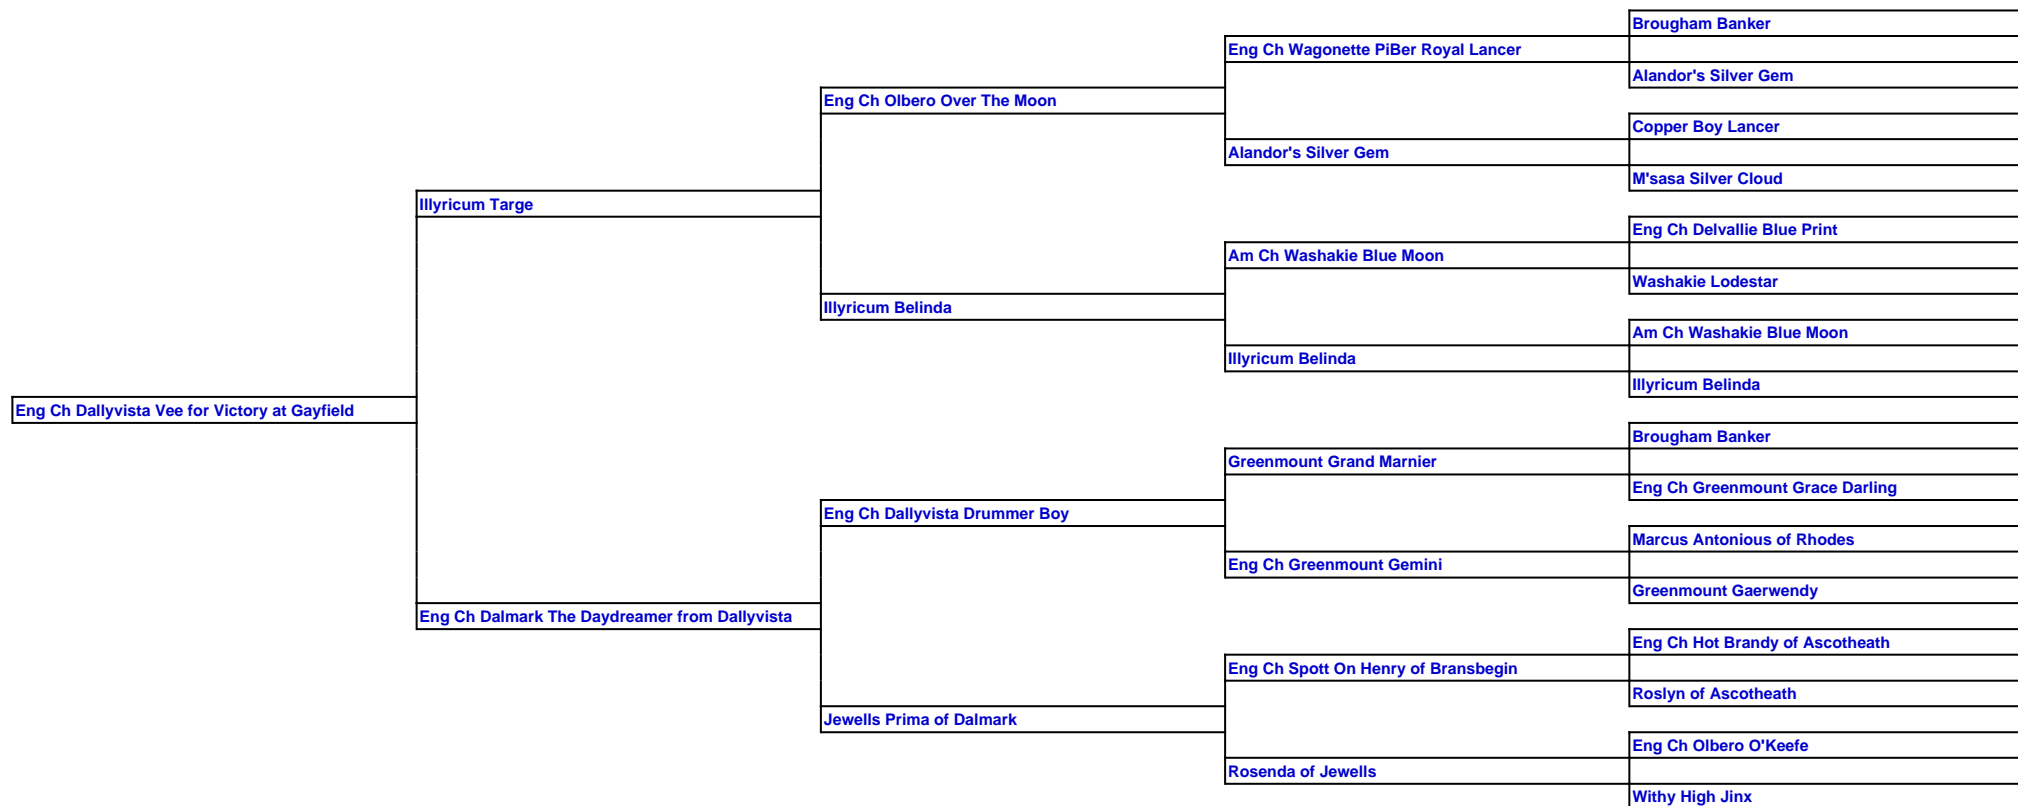 Brougham Banker
Eng Ch Wagonette PiBer Royal Lancer
Alandor's Silver Gem
Eng Ch Olbero Over The Moon
Copper Boy Lancer
Alandor's Silver Gem
M'sasa Silver Cloud
Illyricum Targe
Eng Ch Delvallie Blue Print
Am Ch Washakie Blue Moon
Washakie Lodestar
Illyricum Belinda
Am Ch Washakie Blue Moon
Illyricum Belinda
Illyricum Belinda
Eng Ch Dallyvista Vee for Victory at Gayfield
Brougham Banker
Greenmount Grand Marnier
Eng Ch Greenmount Grace Darling
Eng Ch Dallyvista Drummer Boy
Marcus Antonious of Rhodes
Eng Ch Greenmount Gemini
Greenmount Gaerwendy
Eng Ch Dalmark The Daydreamer from Dallyvista
Eng Ch Hot Brandy of Ascotheath
Eng Ch Spott On Henry of Bransbegin
Roslyn of Ascotheath
Jewells Prima of Dalmark
Eng Ch Olbero O'Keefe
Rosenda of Jewells
Withy High Jinx